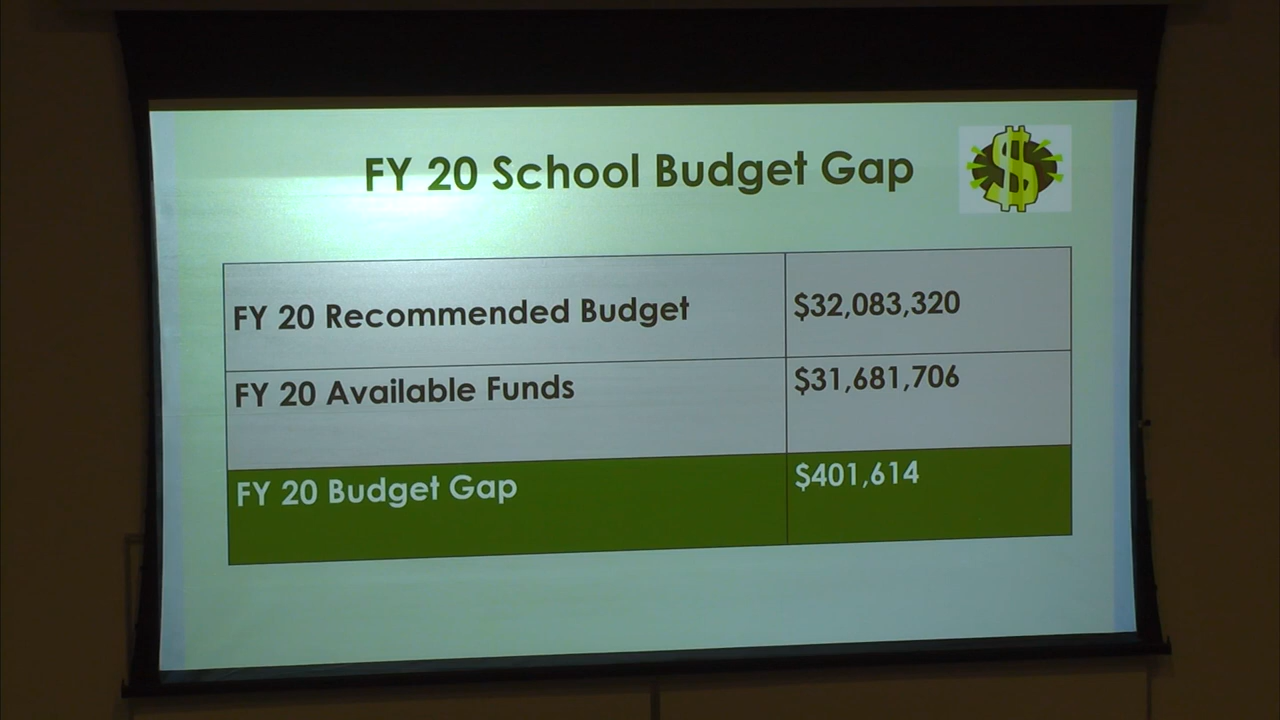 FY 20 School Budget Gap
FY 20 Recommended Budget $32,083,320
FY 20 Available Funds $31,681,706
FY 20 Budget Gap $401,614